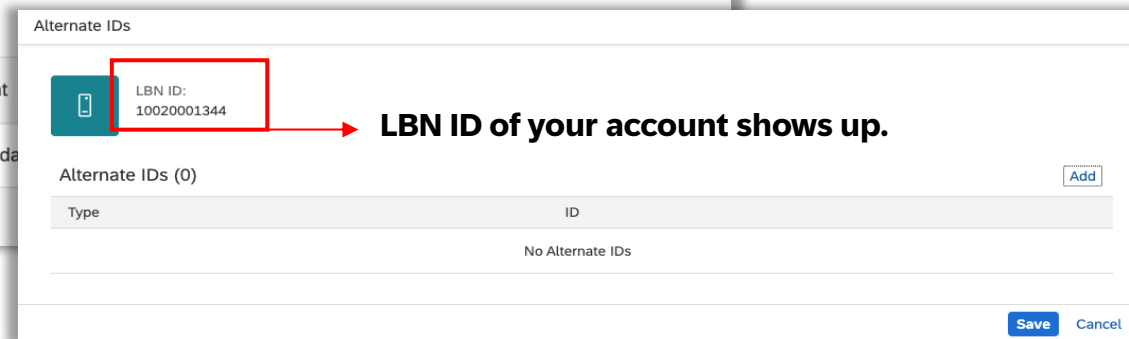 Alternate IDs
LBN ID:
10020001344
LBN ID of your account shows up.
Alternate IDs (0)
Add
Type ID
No Alternate IDs
Save Cancel